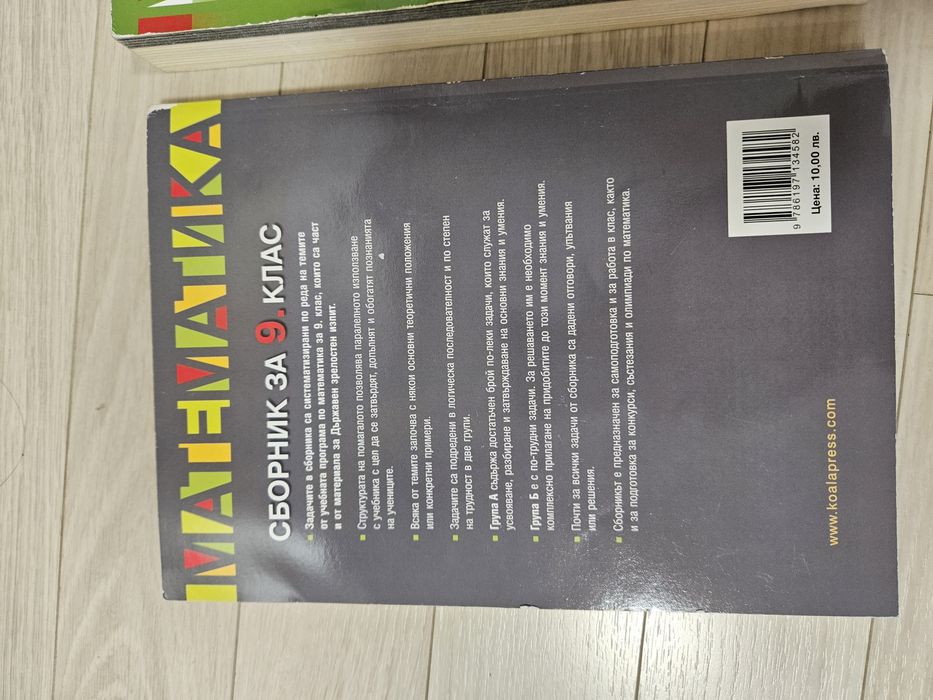 МАТЕМАТИКА
СБОРНИК ЗА 9. КЛАС
Задачите в сборника са систематизирани по реда на темите
от учебната програма по математика за 9. клас, които са част
и от материала за Държавен зрелостен изпит.
Структурата на помагалото позволява паралелното използване
с учебника с цел да се затвърдят, допълнят и обогатят познанията
на учениците.
Всяка от темите започва с някои основни теоретични положения
или конкретни примери.
Задачите са подредени в логическа последователност и по степен
на трудност в две групи.
Група А съдържа достатъчен брой по-леки задачи, които служат за
усвояване, разбиране и затвърждаване на основни знания и умения.
Група Б е с по-трудни задачи. За решаването им е необходимо
комплексно прилагане на придобитите до този момент знания и умения.
Почти за всички задачи от сборника са дадени отговори, упътвания
или решения.
Сборникът е предназначен за самоподготовка и за работа в клас, както
и за подготовка за конкурси, състезания и олимпиади по математика.
9 786197 134582
Цена: 10,00 лв.
www.koalapress.com